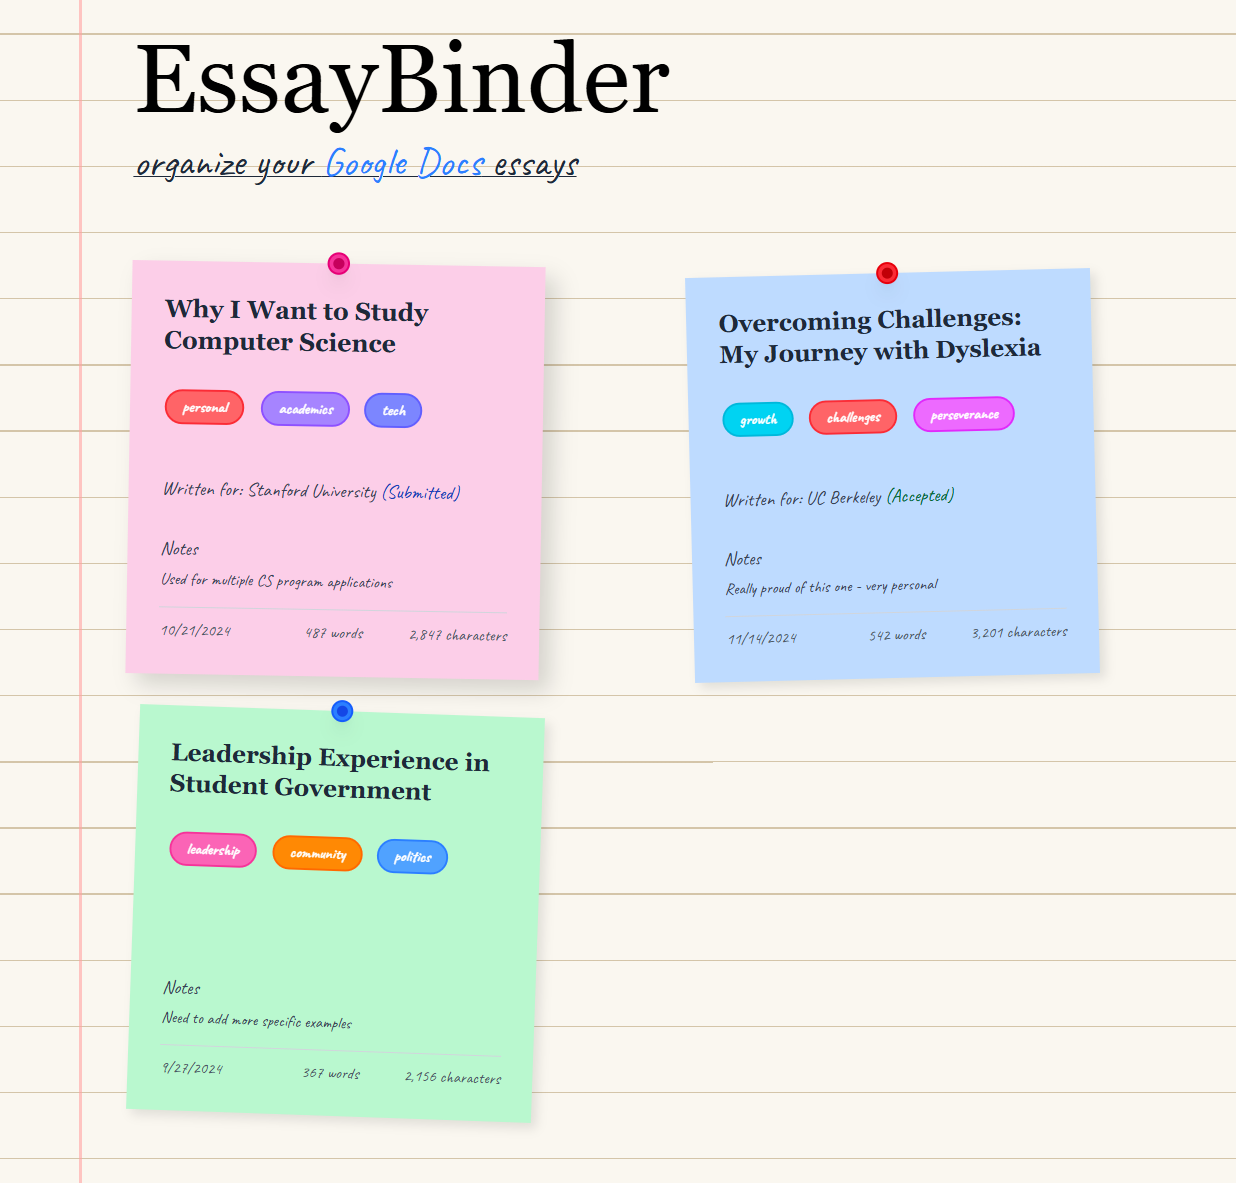 EssayBinder
organize your Google Docs essays
Why I Want to Study
Computer Science
personal academics tech
Written for: Stanford University (Submitted)
Notes
Used for multiple CS program applications
10/21/2024 487 words 2,847 characters
Overcoming Challenges:
My Journey with Dyslexia
growth challenges perseverance
Written for: UC Berkeley (Accepted)
Notes
Really proud of this one - very personal
11/14/2024 542 words 3,201 characters
Leadership Experience in
Student Government
leadership community politics
Notes
Need to add more specific examples
9/27/2024 367 words 2,156 characters